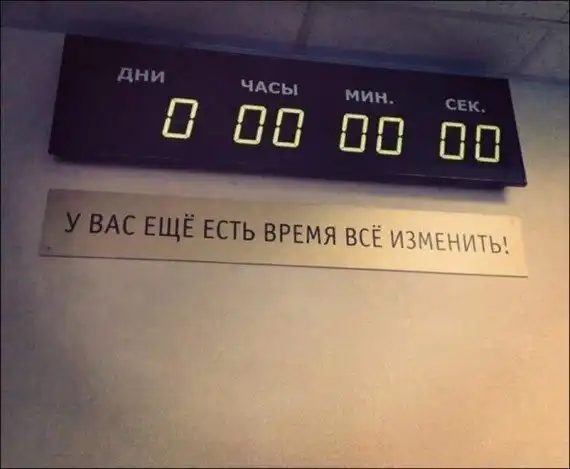 ДНИ ЧАСЫ МИН. СЕК.
0 00 00 00
У ВАС ЕЩЁ ЕСТЬ ВРЕМЯ ВСЁ ИЗМЕНИТЬ!